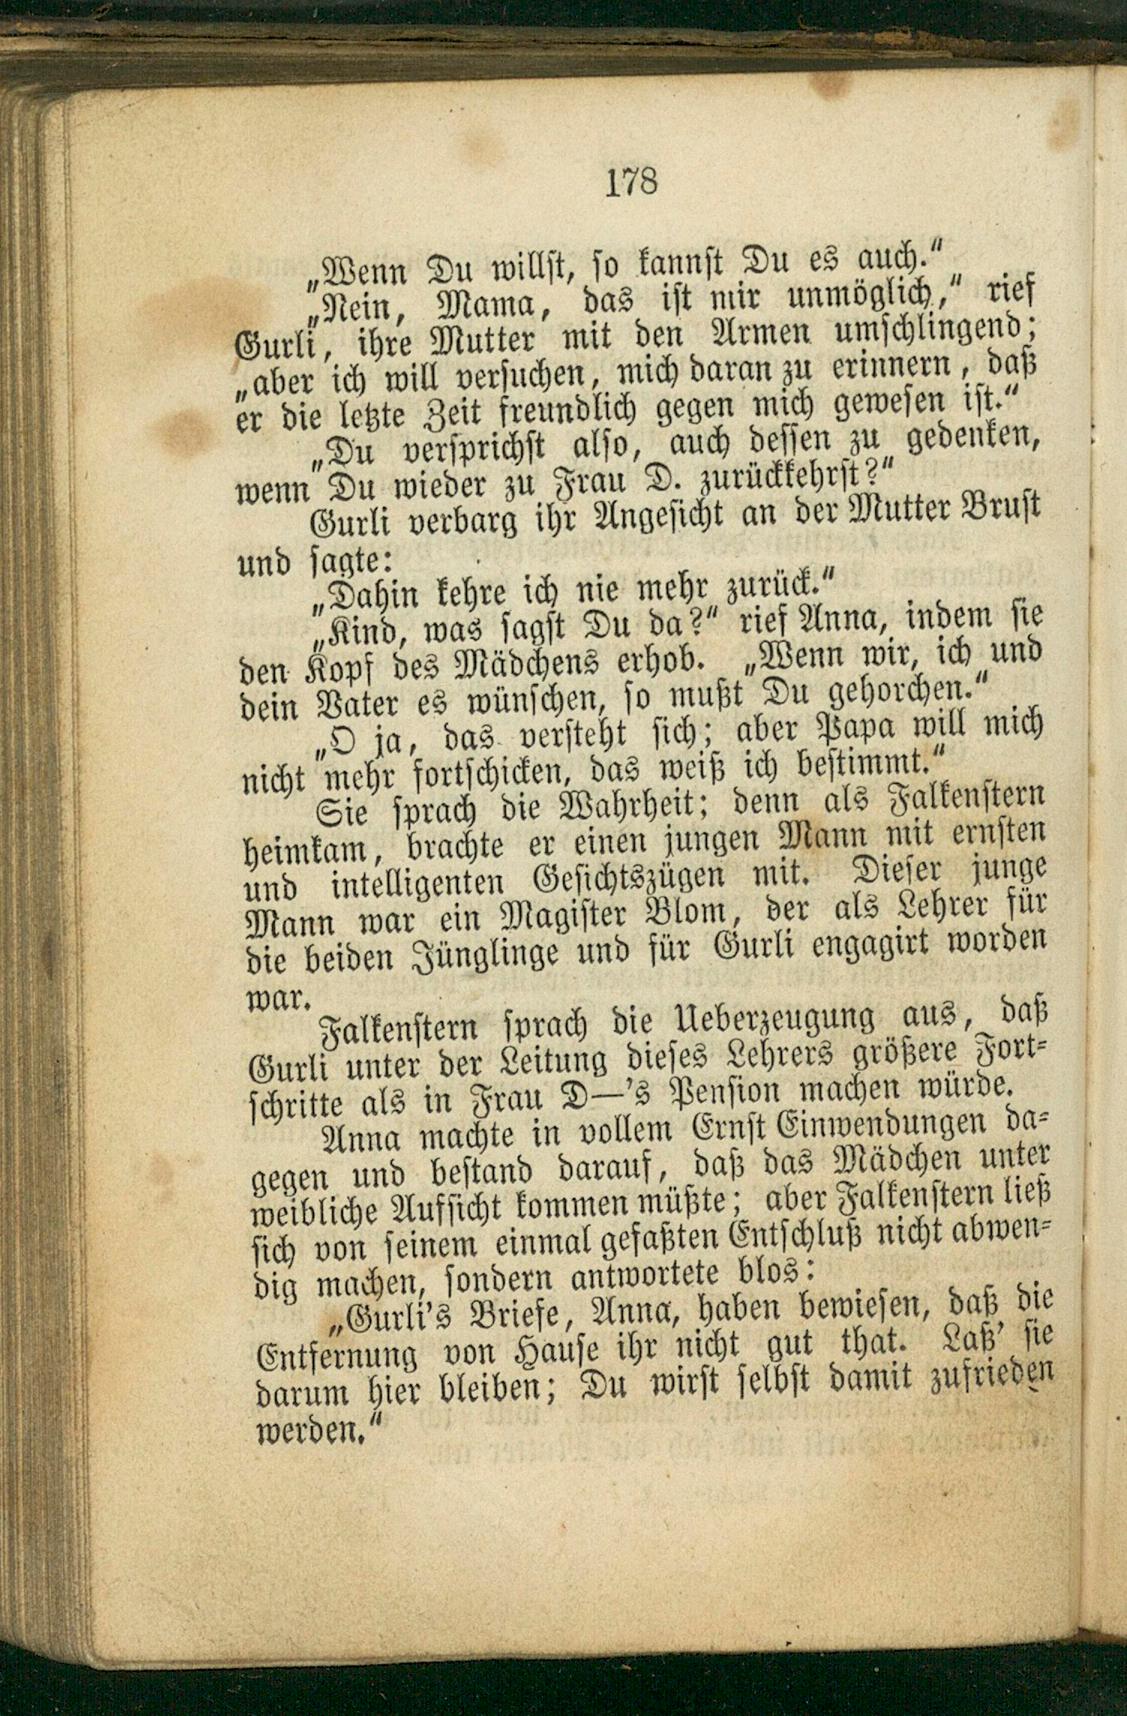 178
„Wenn Du willst, so kannst Du es auch.“
„Nein, Mama, das ist mir unmöglich,“ rief
Gurli, ihre Mutter mit den Armen umschlingend;
„aber ich will versuchen, mich daran zu erinnern, daß
er die letzte Zeit freundlich gegen mich gewesen ist.“
„Du versprichst also, auch dessen zu gedenken,
wenn Du wieder zu Frau D. zurückkehrst?“
Gurli verbarg ihr Angesicht an der Mutter Brust
und sagte:
„Dahin kehre ich nie mehr zurück.“
„Kind, was sagst Du da?“ rief Anna, indem sie
den Kopf des Mädchens erhob. „Wenn wir, ich und
dein Vater es wünschen, so mußt Du gehorchen.“
„O ja, das versteht sich; aber Papa will mich
nicht mehr fortschicken, das weiß ich bestimmt.“
Sie sprach die Wahrheit; denn als Falkenstern
heimkam, brachte er einen jungen Mann mit ernsten
und intelligenten Gesichtszügen mit. Dieser junge
Mann war ein Magister Blom, der als Lehrer für
die beiden Jünglinge und für Gurli engagirt worden
war.
Falkenstern sprach die Ueberzeugung aus, daß
Gurli unter der Leitung dieses Lehrers größere Fort-
schritte als in Frau D—’s Pension machen würde.
Anna machte in vollem Ernst Einwendungen da-
gegen und bestand darauf, daß das Mädchen unter
weibliche Aufsicht kommen müßte; aber Falkenstern ließ
sich von seinem einmal gefaßten Entschluß nicht abwen-
dig machen, sondern antwortete blos:
„Gurli’s Briefe, Anna, haben bewiesen, daß die
Entfernung von Hause ihr nicht gut that. Laß’ sie
darum hier bleiben; Du wirst selbst damit zufrieden
werden.“